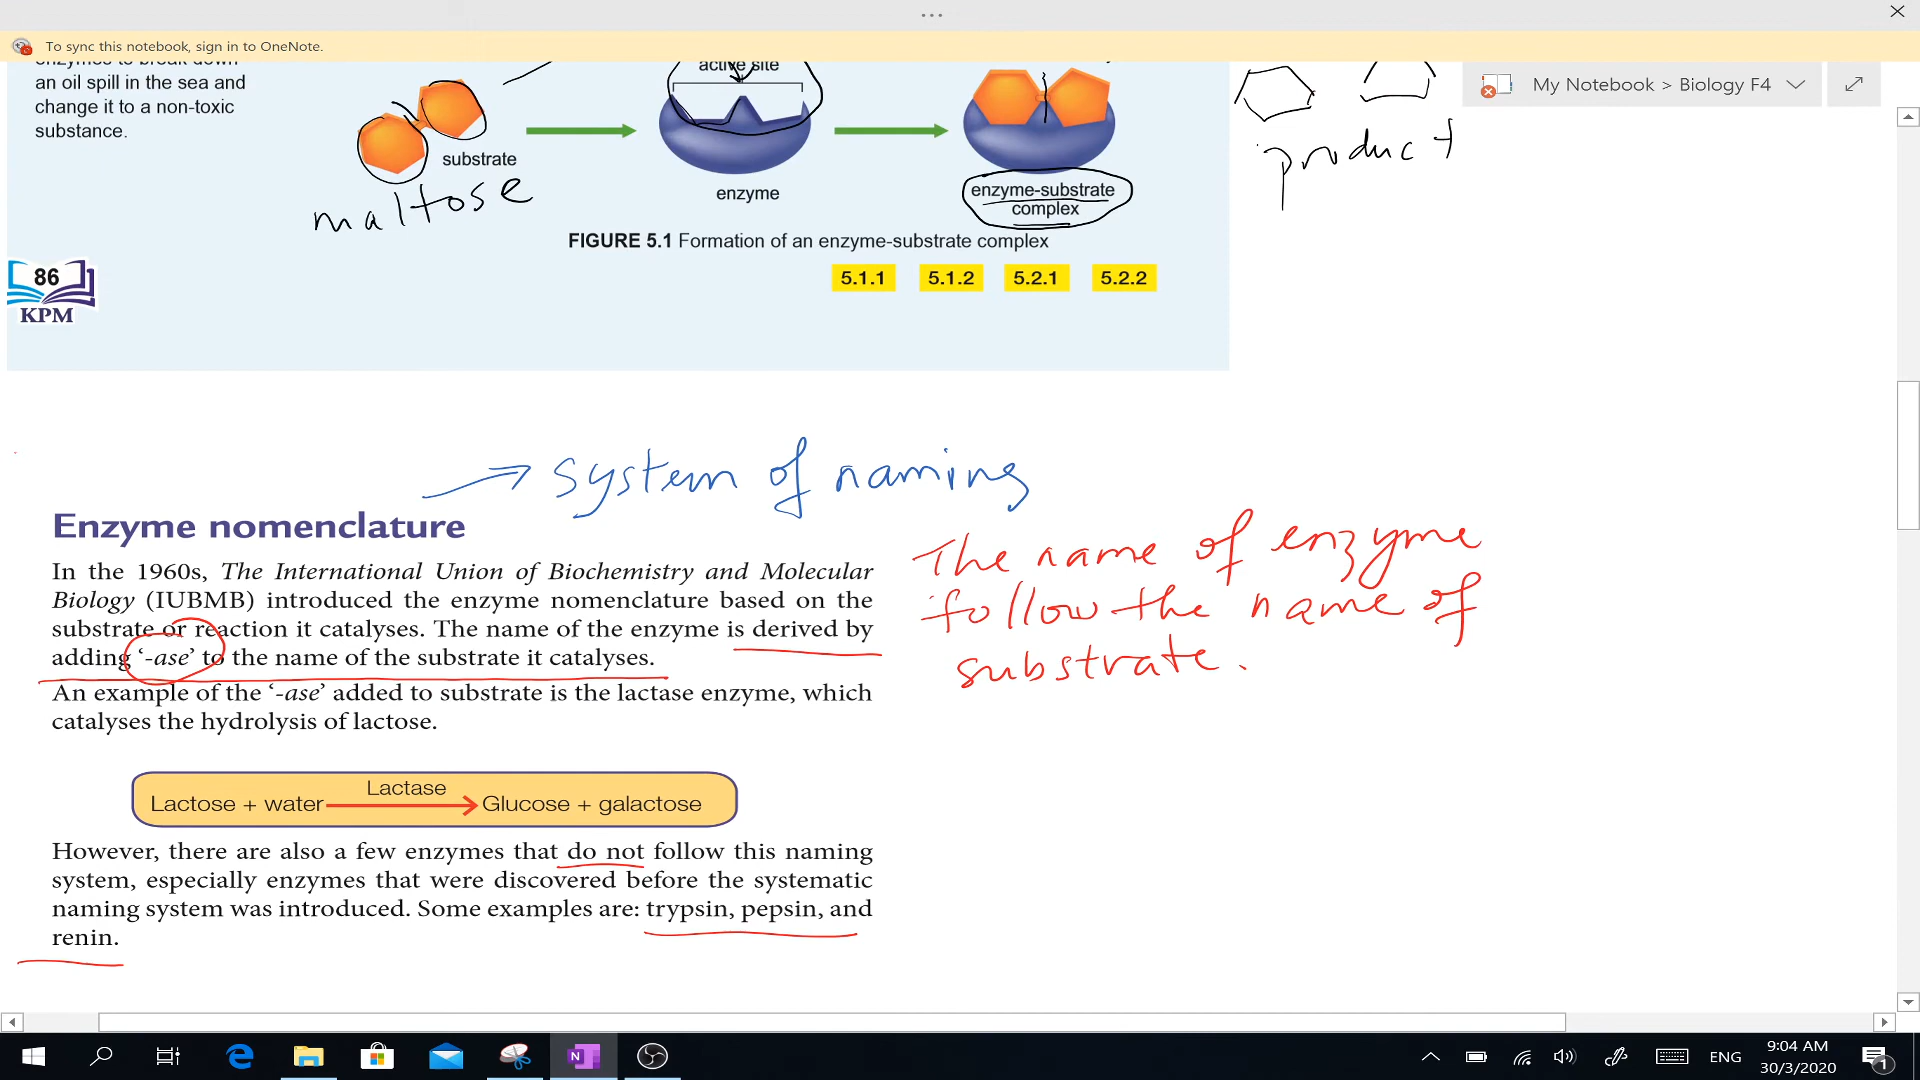 To sync this notebook, sign in to OneNote.
My Notebook > Biology F4
enzymes to break down
an oil spill in the sea and
change it to a non-toxic
substance.
active site
substrate
maltose
enzyme
enzyme-substrate
complex
product
FIGURE 5.1 Formation of an enzyme-substrate complex
5.1.1 5.1.2 5.2.1 5.2.2
86
KPM
system of naming
Enzyme nomenclature
In the 1960s, The International Union of Biochemistry and Molecular
Biology (IUBMB) introduced the enzyme nomenclature based on the
substrate or reaction it catalyses. The name of the enzyme is derived by
adding ‘-ase’ to the name of the substrate it catalyses.
An example of the ‘-ase’ added to substrate is the lactase enzyme, which
catalyses the hydrolysis of lactose.
The name of enzyme
follow the name of
substrate.
Lactase
Lactose + water Glucose + galactose
However, there are also a few enzymes that do not follow this naming
system, especially enzymes that were discovered before the systematic
naming system was introduced. Some examples are: trypsin, pepsin, and
renin.
ENG
9:04 AM
30/3/2020
1